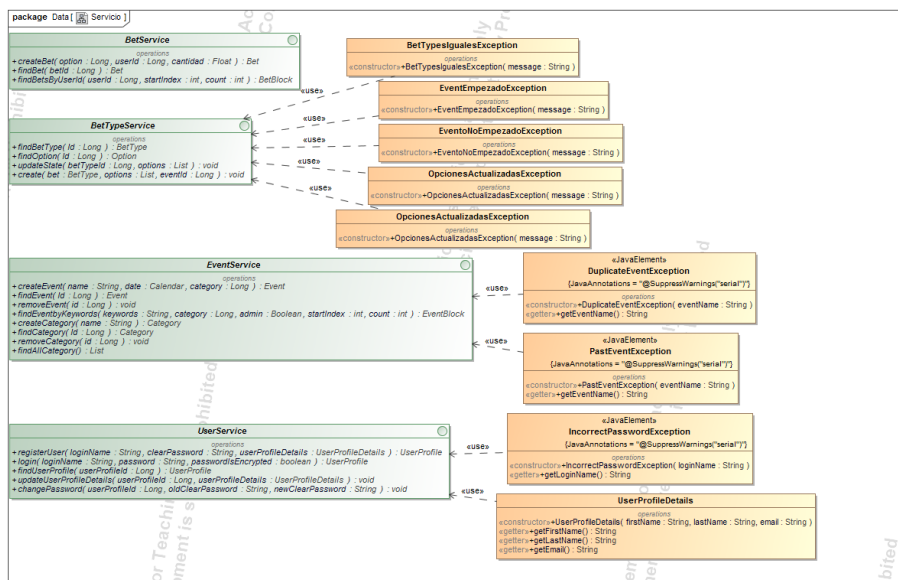 package Data [ Servicio ]
BetService
operations
+createBet( option : Long, userId : Long, cantidad : Float ) : Bet
+findBet( betId : Long ) : Bet
+findBetsByUserId( userId : Long, startIndex : int, count : int ) : BetBlock
BetTypesIgualesException
operations
«constructor»+BetTypesIgualesException( message : String )
«use»
EventEmpezadoException
operations
«constructor»+EventEmpezadoException( message : String )
«use»
BetTypeService
operations
+findBetType( Id : Long ) : BetType
+findOption( Id : Long ) : Option
+updateState( betTypeId : Long, options : List ) : void
+create( bet : BetType, options : List, eventId : Long ) : void
EventoNoEmpezadoException
operations
«constructor»+EventoNoEmpezadoException( message : String )
«use»
OpcionesActualizadasException
operations
«constructor»+OpcionesActualizadasException( message : String )
«use»
OpcionesActualizadasException
operations
«constructor»+OpcionesActualizadasException( message : String )
«use»
EventService
operations
+createEvent( name : String, date : Calendar, category : Long ) : Event
+findEvent( Id : Long ) : Event
+removeEvent( id : Long ) : void
+findEventbyKeywords( keywords : String, category : Long, admin : Boolean, startIndex : int, count : int ) : EventBlock
+createCategory( name : String ) : Category
+findCategory( Id : Long ) : Category
+removeCategory( id : Long ) : void
+findAllCategory() : List
«JavaElement»
DuplicateEventException
{JavaAnnotations = "@SuppressWarnings("serial")"}
operations
«constructor»+DuplicateEventException( eventName : String )
«getter»+getEventName() : String
«use»
«JavaElement»
PastEventException
{JavaAnnotations = "@SuppressWarnings("serial")"}
operations
«constructor»+PastEventException( eventName : String )
«getter»+getEventName() : String
«use»
UserService
operations
+registerUser( loginName : String, clearPassword : String, userProfileDetails : UserProfileDetails ) : UserProfile
+login( loginName : String, password : String, passwordIsEncrypted : boolean ) : UserProfile
+findUserProfile( userProfileId : Long ) : UserProfile
+updateUserProfileDetails( userProfileId : Long, userProfileDetails : UserProfileDetails ) : void
+changePassword( userProfileId : Long, oldClearPassword : String, newClearPassword : String ) : void
«JavaElement»
IncorrectPasswordException
{JavaAnnotations = "@SuppressWarnings("serial")"}
operations
«constructor»+IncorrectPasswordException( loginName : String )
«getter»+getLoginName() : String
«use»
UserProfileDetails
operations
«constructor»+UserProfileDetails( firstName : String, lastName : String, email : String )
«getter»+getFirstName() : String
«getter»+getLastName() : String
«getter»+getEmail() : String
«use»